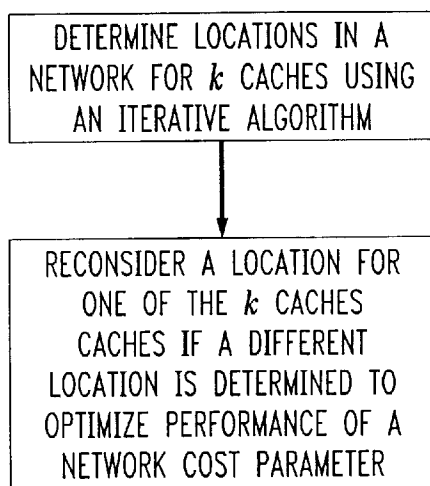 DETERMINE LOCATIONS IN A
NETWORK FOR k CACHES USING
AN ITERATIVE ALGORITHM
RECONSIDER A LOCATION FOR
ONE OF THE k CACHES
CACHES IF A DIFFERENT
LOCATION IS DETERMINED TO
OPTIMIZE PERFORMANCE OF A
NETWORK COST PARAMETER